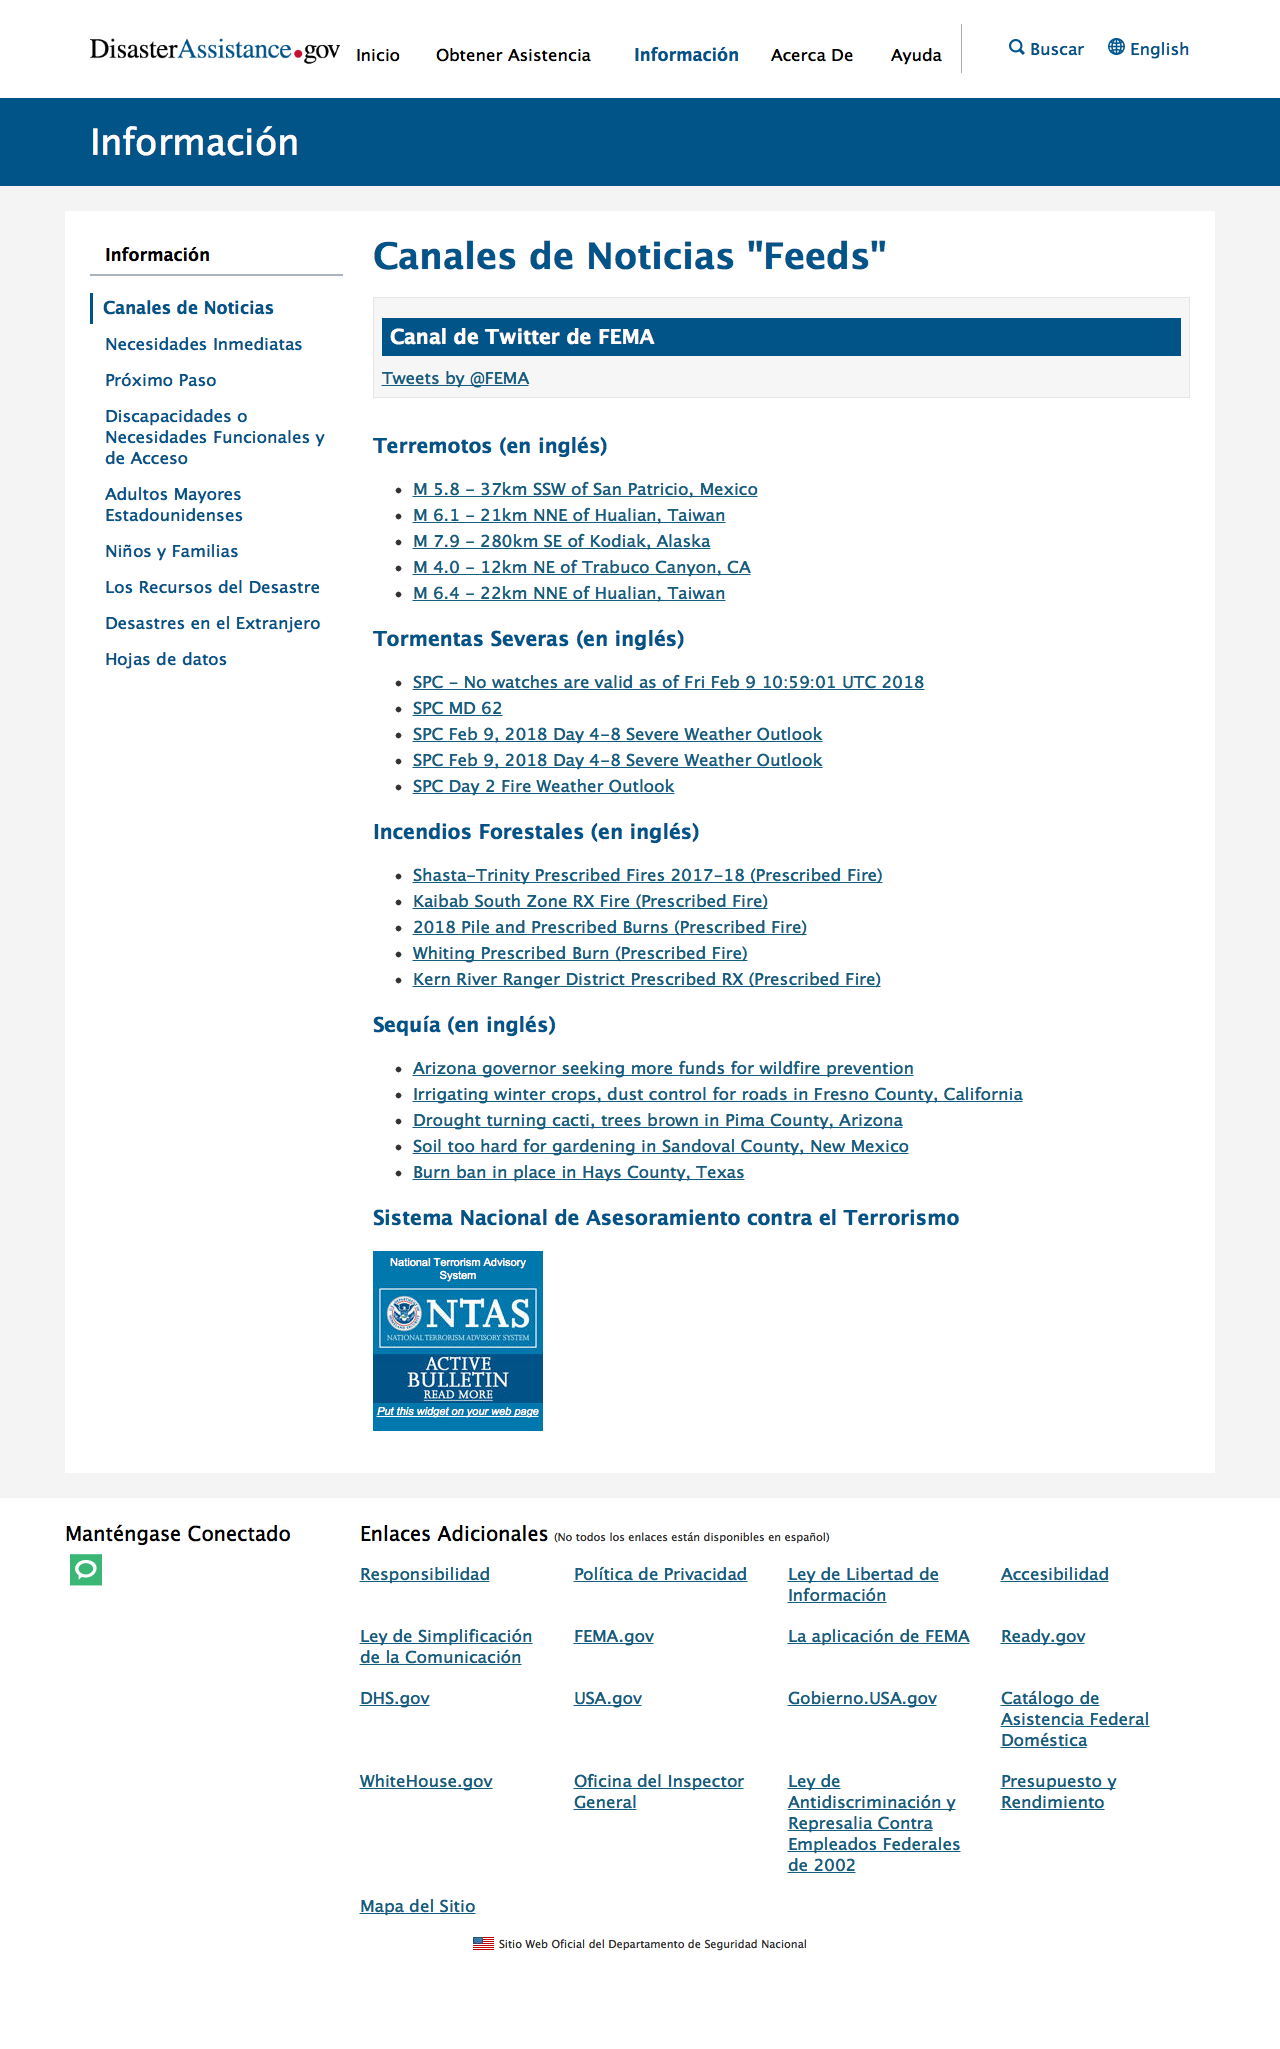 DisasterAssistance.gov
Inicio
Obtener Asistencia
Información
Acerca De
Ayuda
Buscar
English
Información
Información
Canales de Noticias
Necesidades Inmediatas
Próximo Paso
Discapacidades o
Necesidades Funcionales y
de Acceso
Adultos Mayores
Estadounidenses
Niños y Familias
Los Recursos del Desastre
Desastres en el Extranjero
Hojas de datos
Canales de Noticias "Feeds"
Canal de Twitter de FEMA
Tweets by @FEMA
Terremotos (en inglés)
M 5.8 - 37km SSW of San Patricio, Mexico
M 6.1 - 21km NNE of Hualian, Taiwan
M 7.9 - 280km SE of Kodiak, Alaska
M 4.0 - 12km NE of Trabuco Canyon, CA
M 6.4 - 22km NNE of Hualian, Taiwan
Tormentas Severas (en inglés)
SPC - No watches are valid as of Fri Feb 9 10:59:01 UTC 2018
SPC MD 62
SPC Feb 9, 2018 Day 4-8 Severe Weather Outlook
SPC Feb 9, 2018 Day 4-8 Severe Weather Outlook
SPC Day 2 Fire Weather Outlook
Incendios Forestales (en inglés)
Shasta-Trinity Prescribed Fires 2017-18 (Prescribed Fire)
Kaibab South Zone RX Fire (Prescribed Fire)
2018 Pile and Prescribed Burns (Prescribed Fire)
Whiting Prescribed Burn (Prescribed Fire)
Kern River Ranger District Prescribed RX (Prescribed Fire)
Sequía (en inglés)
Arizona governor seeking more funds for wildfire prevention
Irrigating winter crops, dust control for roads in Fresno County, California
Drought turning cacti, trees brown in Pima County, Arizona
Soil too hard for gardening in Sandoval County, New Mexico
Burn ban in place in Hays County, Texas
Sistema Nacional de Asesoramiento contra el Terrorismo
National Terrorism Advisory
System
NTAS
NATIONAL TERRORISM ADVISORY SYSTEM
ACTIVE
BULLETIN
READ MORE
Put this widget on your web page
Manténgase Conectado
Enlaces Adicionales (No todos los enlaces están disponibles en español)
Responsibilidad
Política de Privacidad
Ley de Libertad de
Información
Accesibilidad
Ley de Simplificación
de la Comunicación
FEMA.gov
La aplicación de FEMA
Ready.gov
DHS.gov
USA.gov
Gobierno.USA.gov
Catálogo de
Asistencia Federal
Doméstica
WhiteHouse.gov
Oficina del Inspector
General
Ley de
Antidiscriminación y
Represalia Contra
Empleados Federales
de 2002
Presupuesto y
Rendimiento
Mapa del Sitio
Sitio Web Oficial del Departamento de Seguridad Nacional